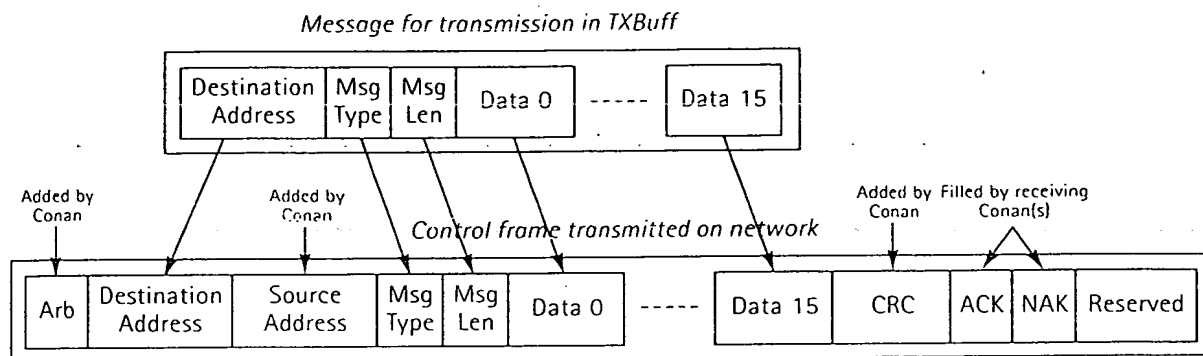 Message for transmission in TXBuff
Destination Address
Msg Type
Msg Len
Data 0
Data 15
Added by Conan
Added by Conan
Added by Conan
Filled by receiving Conan(s)
Control frame transmitted on network
Arb
Destination Address
Source Address
Msg Type
Msg Len
Data 0
Data 15
CRC
ACK
NAK
Reserved